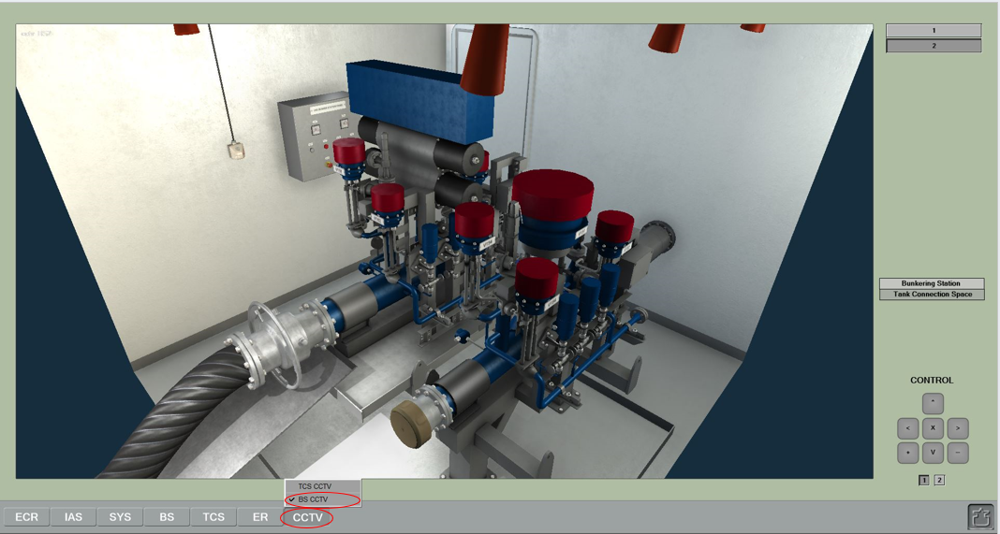 1
2
Bunkering Station
Tank Connection Space
CONTROL
^
< X >
+ V -
1 2
TCS CCTV
BS CCTV
ECR IAS SYS BS TCS ER CCTV